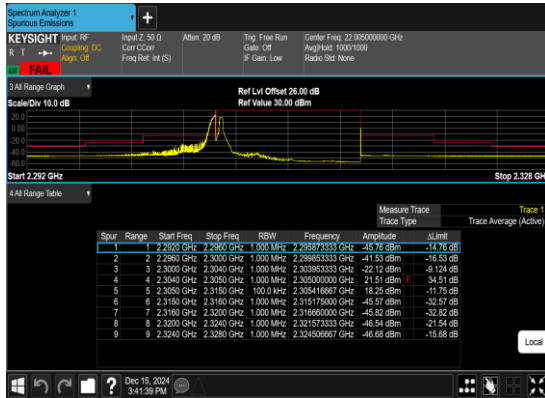 Spectrum Analyzer 1
Spurious Emissions
+
KEYSIGHT Input: RF Input Z: 50 Ω Atten: 20 dB Trig: Free Run Center Freq: 22.005000000 GHz
R T Coupling: DC Corr CCorr Gate: Off Avg|Hold: 1000/1000
Align: Off Freq Ref: Int (S) IF Gain: Low Radio Std: None
LXI FAIL
3 All Range Graph
Ref Lvl Offset 26.00 dB
Scale/Div 10.0 dB Ref Value 30.00 dBm
20.0
0.00
-20.0
-40.0
-60.0
Start 2.292 GHz Stop 2.328 GH
4 All Range Table
Measure Trace Trace 1
Trace Type Trace Average (Active)
Spur Range Start Freq Stop Freq RBW Frequency Amplitude ΔLimit
1 1 2.2920 GHz 2.2960 GHz 1.000 MHz 2.295873333 GHz -45.76 dBm -14.76 dB
2 2 2.2960 GHz 2.3000 GHz 1.000 MHz 2.299853333 GHz -41.53 dBm -16.53 dB
3 3 2.3000 GHz 2.3040 GHz 1.000 MHz 2.303953333 GHz -22.12 dBm -9.124 dB
4 4 2.3040 GHz 2.3050 GHz 1.000 MHz 2.305000000 GHz 21.51 dBm F 34.51 dB
5 5 2.3050 GHz 2.3150 GHz 100.0 kHz 2.305416667 GHz 18.25 dBm -11.75 dB
6 6 2.3150 GHz 2.3160 GHz 1.000 MHz 2.315175000 GHz -45.57 dBm -32.57 dB
7 7 2.3160 GHz 2.3200 GHz 1.000 MHz 2.316660000 GHz -45.82 dBm -32.82 dB
8 8 2.3200 GHz 2.3240 GHz 1.000 MHz 2.321573333 GHz -46.54 dBm -21.54 dB
9 9 2.3240 GHz 2.3280 GHz 1.000 MHz 2.324506667 GHz -46.68 dBm -15.68 dB
Local
? Dec 15, 2024
3:41:39 PM